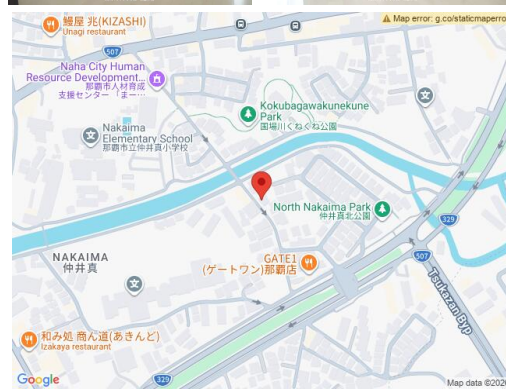 鰻屋 兆(KIZASHI)
Unagi restaurant
Map error: g.co/staticmaperro
507
Naha City Human
Resource Development...
那覇市人材育成
支援センター 「まー…
Kokubagawakunekune
Park
国場川くねくね公園
Nakaima
Elementary School
那覇市立仲井真小学校
North Nakaima Park
仲井真北公園
329
GATE1
(ゲートワン)那覇店
507
NAKAIMA
仲井真
Tsukazan Byp
和み処 商ん道(あきんど)
Izakaya restaurant
329
Google
Map data ©202